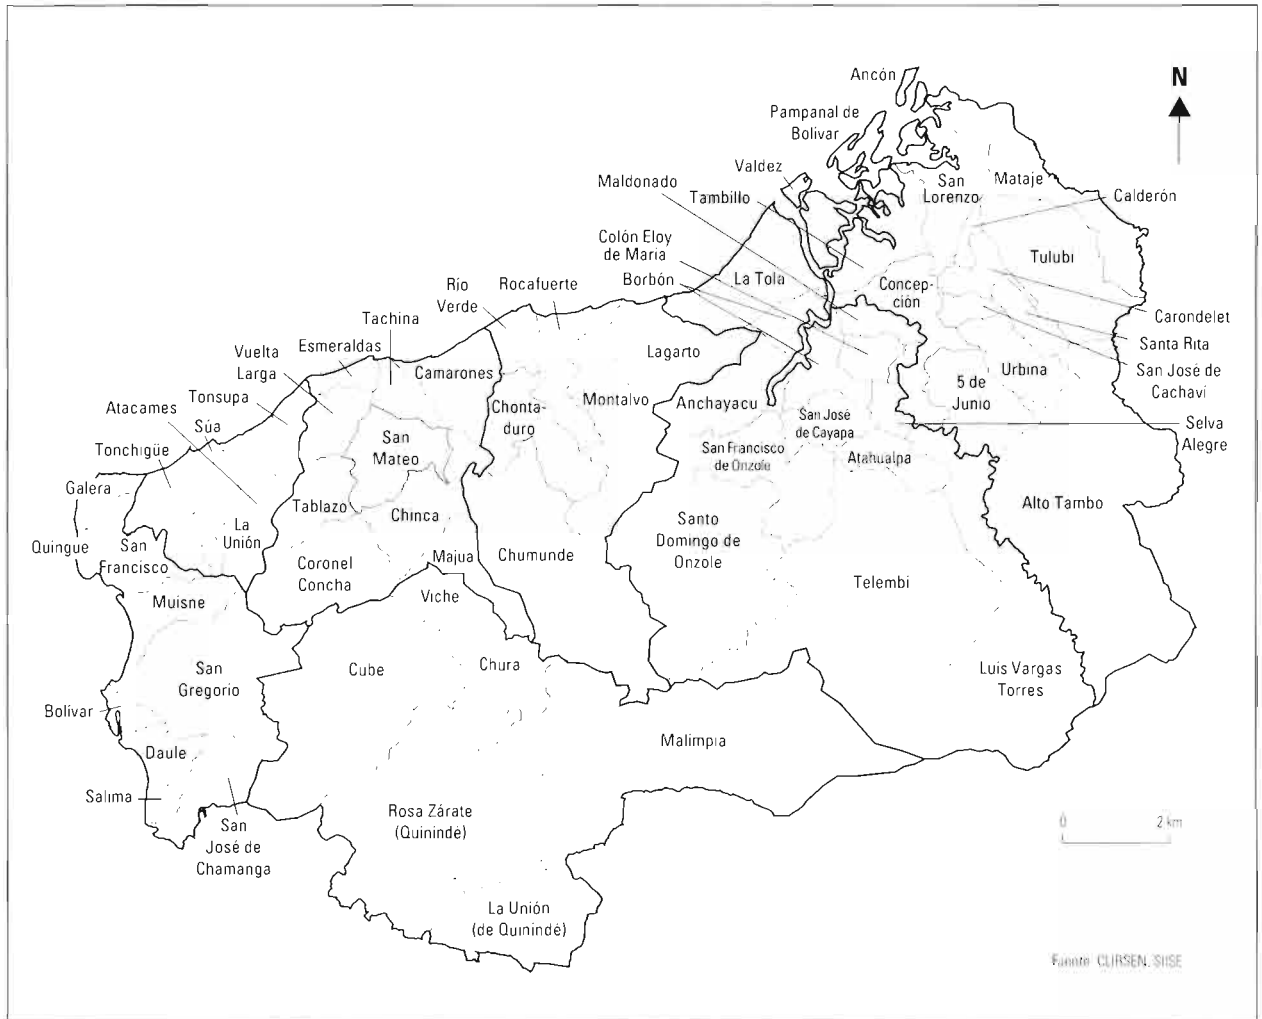 N
Ancón
Pampanal de
Bolivar
Valdez
Maldonado
Tambillo
San
Lorenzo
Mataje
Calderón
Colón Eloy
de Maria
Borbón
La Tola
Concep-
ción
Tulubi
Carondelet
Santa Rita
San José de
Cachaví
Selva
Alegre
Río
Verde
Rocafuerte
Tachina
Esmeraldas
Vuelta
Larga
Camarones
Lagarto
Urbina
5 de
Junio
Tonsupa
Atacames
Súa
Tonchigüe
Galera
Quingue
San
Francisco
La
Unión
Tablazo
San
Mateo
Chinca
Chonta-
duro
Montalvo
Anchayacu
San José
de Cayapa
San Francisco
de Onzole
Atahualpa
Alto Tambo
Santo
Domingo de
Onzole
Coronel
Concha
Majua
Chumunde
Viche
Telembi
Muisne
San
Gregorio
Cube
Chura
Luis Vargas
Torres
Bolívar
Daule
Malimpia
Salima
San
José de
Chamanga
Rosa Zárate
(Quinindé)
La Unión
(de Quinindé)
0 2 km
Fuente CLIRSEN, SIISE